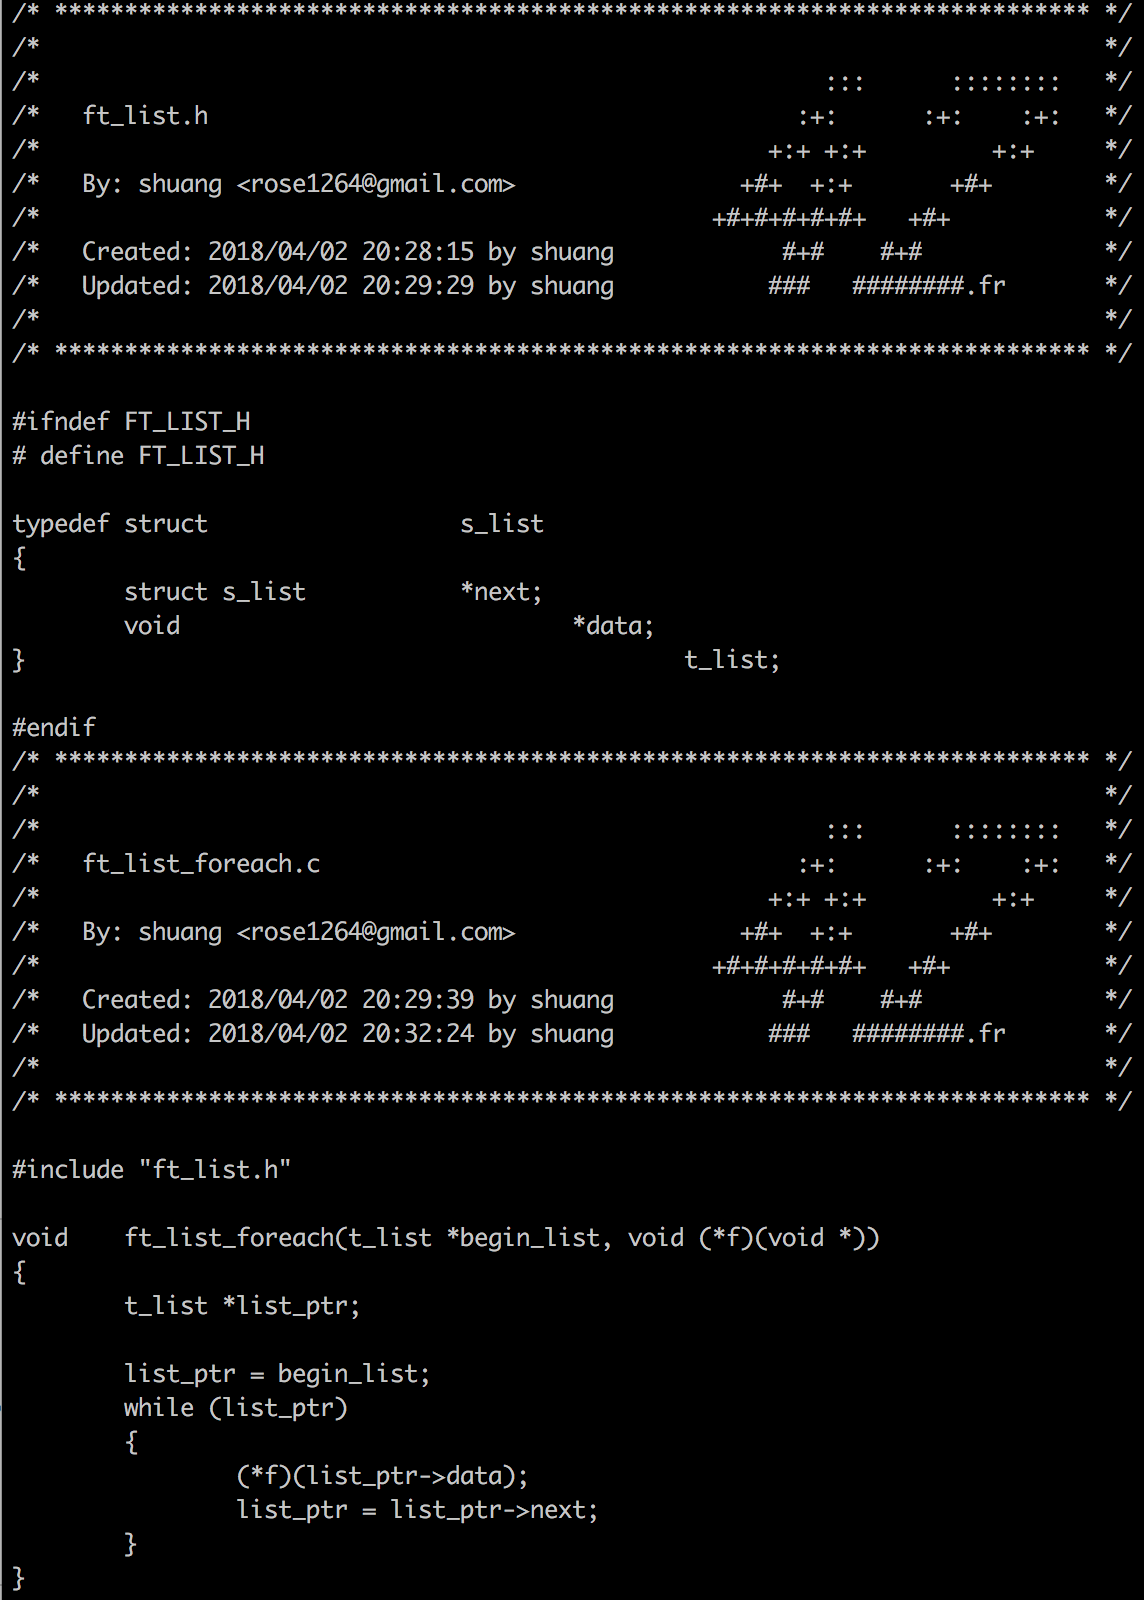 /* ************************************************************************** */
/*                                                                            */
/*                                                        :::      ::::::::   */
/*   ft_list.h                                          :+:      :+:    :+:   */
/*                                                    +:+ +:+         +:+     */
/*   By: shuang <rose1264@gmail.com>                +#+  +:+       +#+        */
/*                                                +#+#+#+#+#+   +#+           */
/*   Created: 2018/04/02 20:28:15 by shuang            #+#    #+#             */
/*   Updated: 2018/04/02 20:29:29 by shuang           ###   ########.fr       */
/*                                                                            */
/* ************************************************************************** */

#ifndef FT_LIST_H
# define FT_LIST_H

typedef struct                  s_list
{
        struct s_list           *next;
        void                            *data;
}                                               t_list;

#endif
/* ************************************************************************** */
/*                                                                            */
/*                                                        :::      ::::::::   */
/*   ft_list_foreach.c                                  :+:      :+:    :+:   */
/*                                                    +:+ +:+         +:+     */
/*   By: shuang <rose1264@gmail.com>                +#+  +:+       +#+        */
/*                                                +#+#+#+#+#+   +#+           */
/*   Created: 2018/04/02 20:29:39 by shuang            #+#    #+#             */
/*   Updated: 2018/04/02 20:32:24 by shuang           ###   ########.fr       */
/*                                                                            */
/* ************************************************************************** */

#include "ft_list.h"

void    ft_list_foreach(t_list *begin_list, void (*f)(void *))
{
        t_list *list_ptr;

        list_ptr = begin_list;
        while (list_ptr)
        {
                (*f)(list_ptr->data);
                list_ptr = list_ptr->next;
        }
}